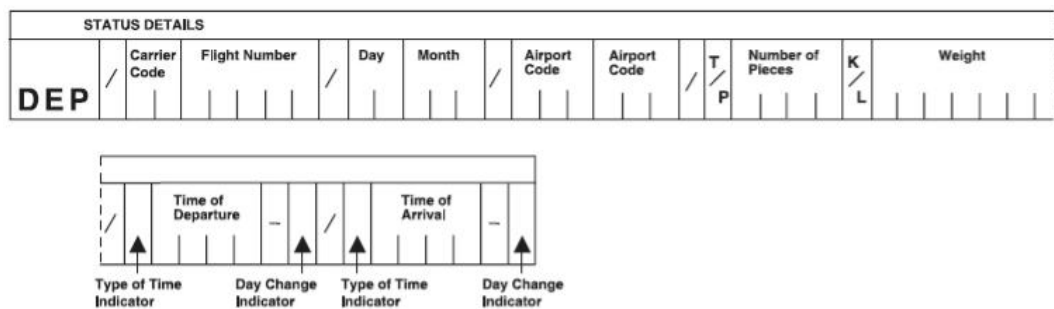 STATUS DETAILS
DEP / Carrier Code Flight Number / Day Month / Airport Code Airport Code / T/P Number of Pieces K/L Weight
/ Time of Departure – / Time of Arrival –
Type of Time Indicator Day Change Indicator Type of Time Indicator Day Change Indicator